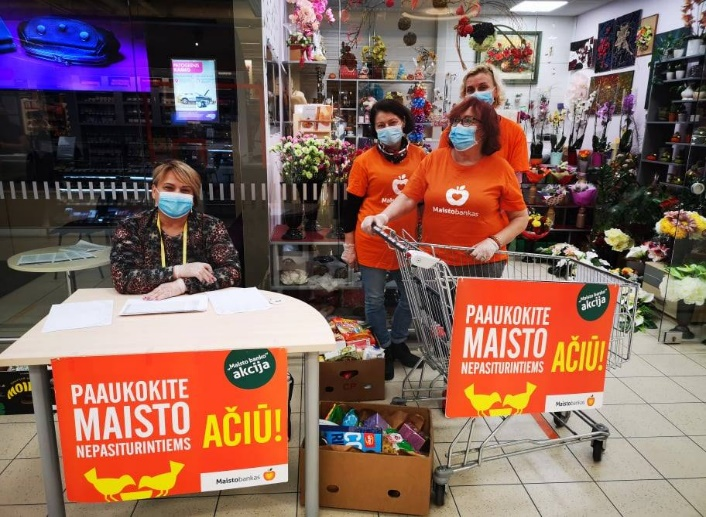 Maistobankas
„Maisto banko"
akcija
PAAUKOKITE
MAISTO
NEPASITURINTIEMS
AČIŪ!
Maistobankas
„Maisto banko"
akcija
PAAUKOKITE
MAISTO
NEPASITURINTIEMS
AČIŪ!
Maistobankas